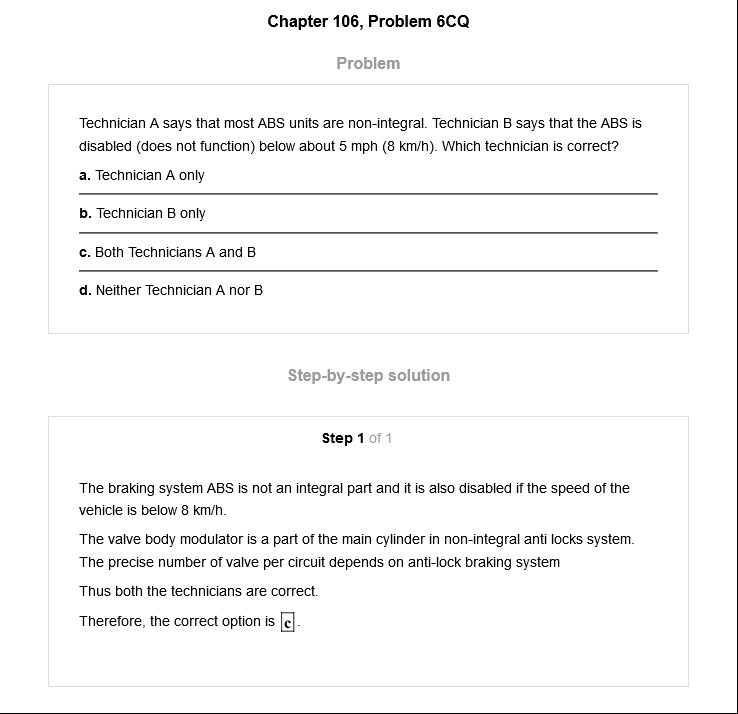 Chapter 106, Problem 6CQ
Problem
Technician A says that most ABS units are non-integral. Technician B says that the ABS is
disabled (does not function) below about 5 mph (8 km/h). Which technician is correct?
a. Technician A only
b. Technician B only
c. Both Technicians A and B
d. Neither Technician A nor B
Step-by-step solution
Step 1 of 1
The braking system ABS is not an integral part and it is also disabled if the speed of the
vehicle is below 8 km/h.
The valve body modulator is a part of the main cylinder in non-integral anti locks system.
The precise number of valve per circuit depends on anti-lock braking system
Thus both the technicians are correct.
Therefore, the correct option is c.